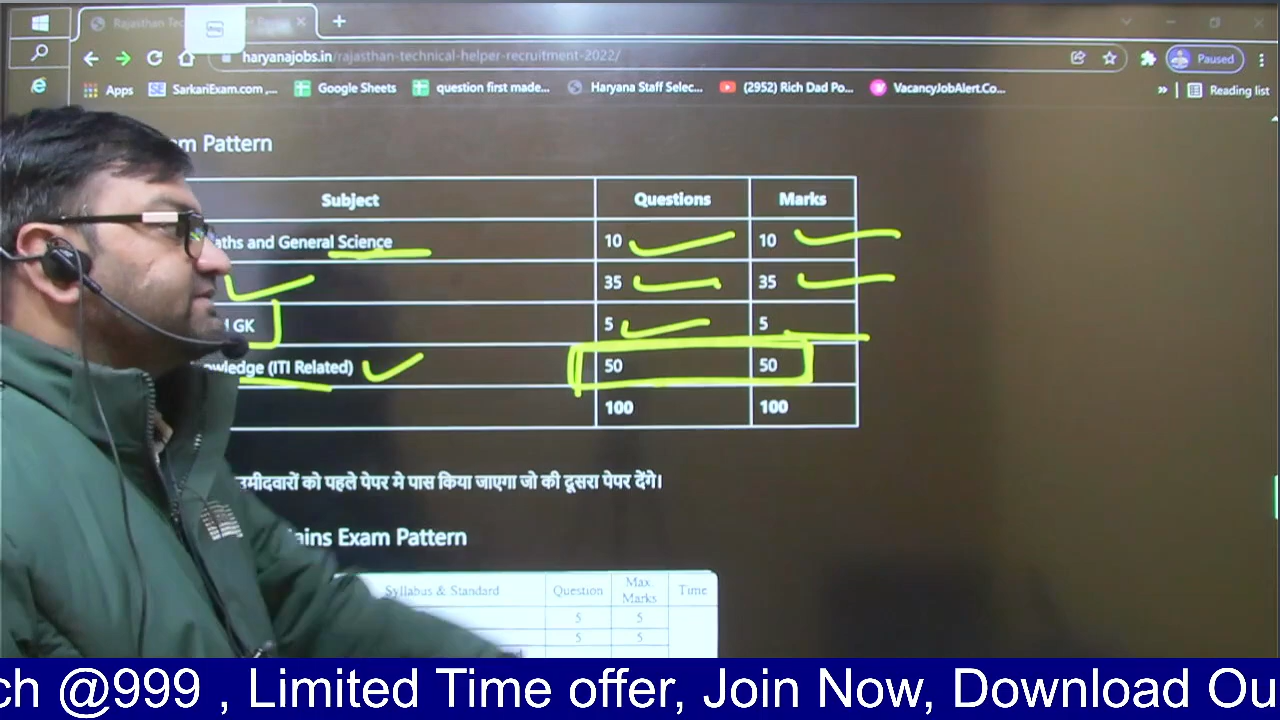 Rajasthan Tec
haryanajobs.in/rajasthan-technical-helper-recruitment-2022/
Paused
Apps SarkariExam.com ,... Google Sheets question first made... Haryana Staff Selec... (2952) Rich Dad Po... VacancyJobAlert.Co... » Reading list
m Pattern
Subject Questions Marks
aths and General Science 10 10
35 35
GK 5 5
owledge (ITI Related) 50 50
100 100
उमीदवारों को पहले पेपर मे पास किया जाएगा जो की दूसरा पेपर देंगे।
ains Exam Pattern
Syllabus & Standard Question Max. Marks Time
5 5
5 5
ch @999 , Limited Time offer, Join Now, Download Ou